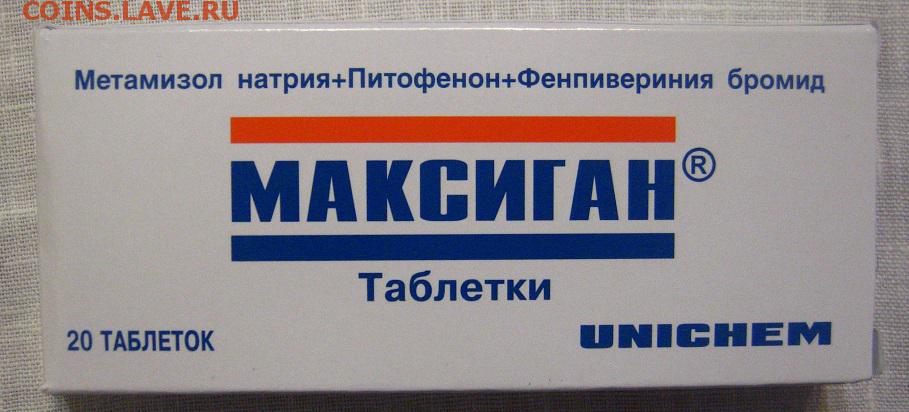 COINS.LAVE.RU
Метамизол натрия+Питофенон+Фенпивериния бромид
МАКСИГАН®
Таблетки
20 ТАБЛЕТОК
UNICHEM